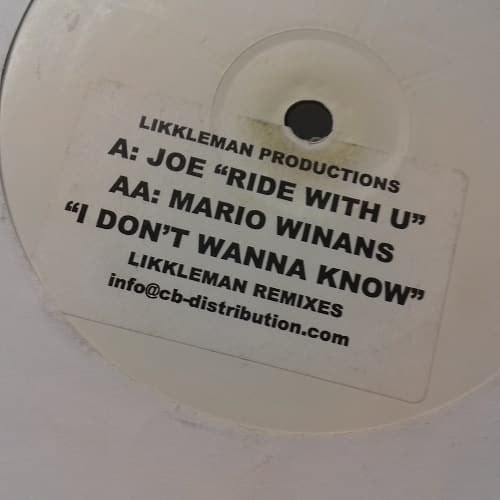 LIKKLEMAN PRODUCTIONS
A: JOE “RIDE WITH U”
AA: MARIO WINANS
“I DON’T WANNA KNOW”
LIKKLEMAN REMIXES
info@cb-distribution.com